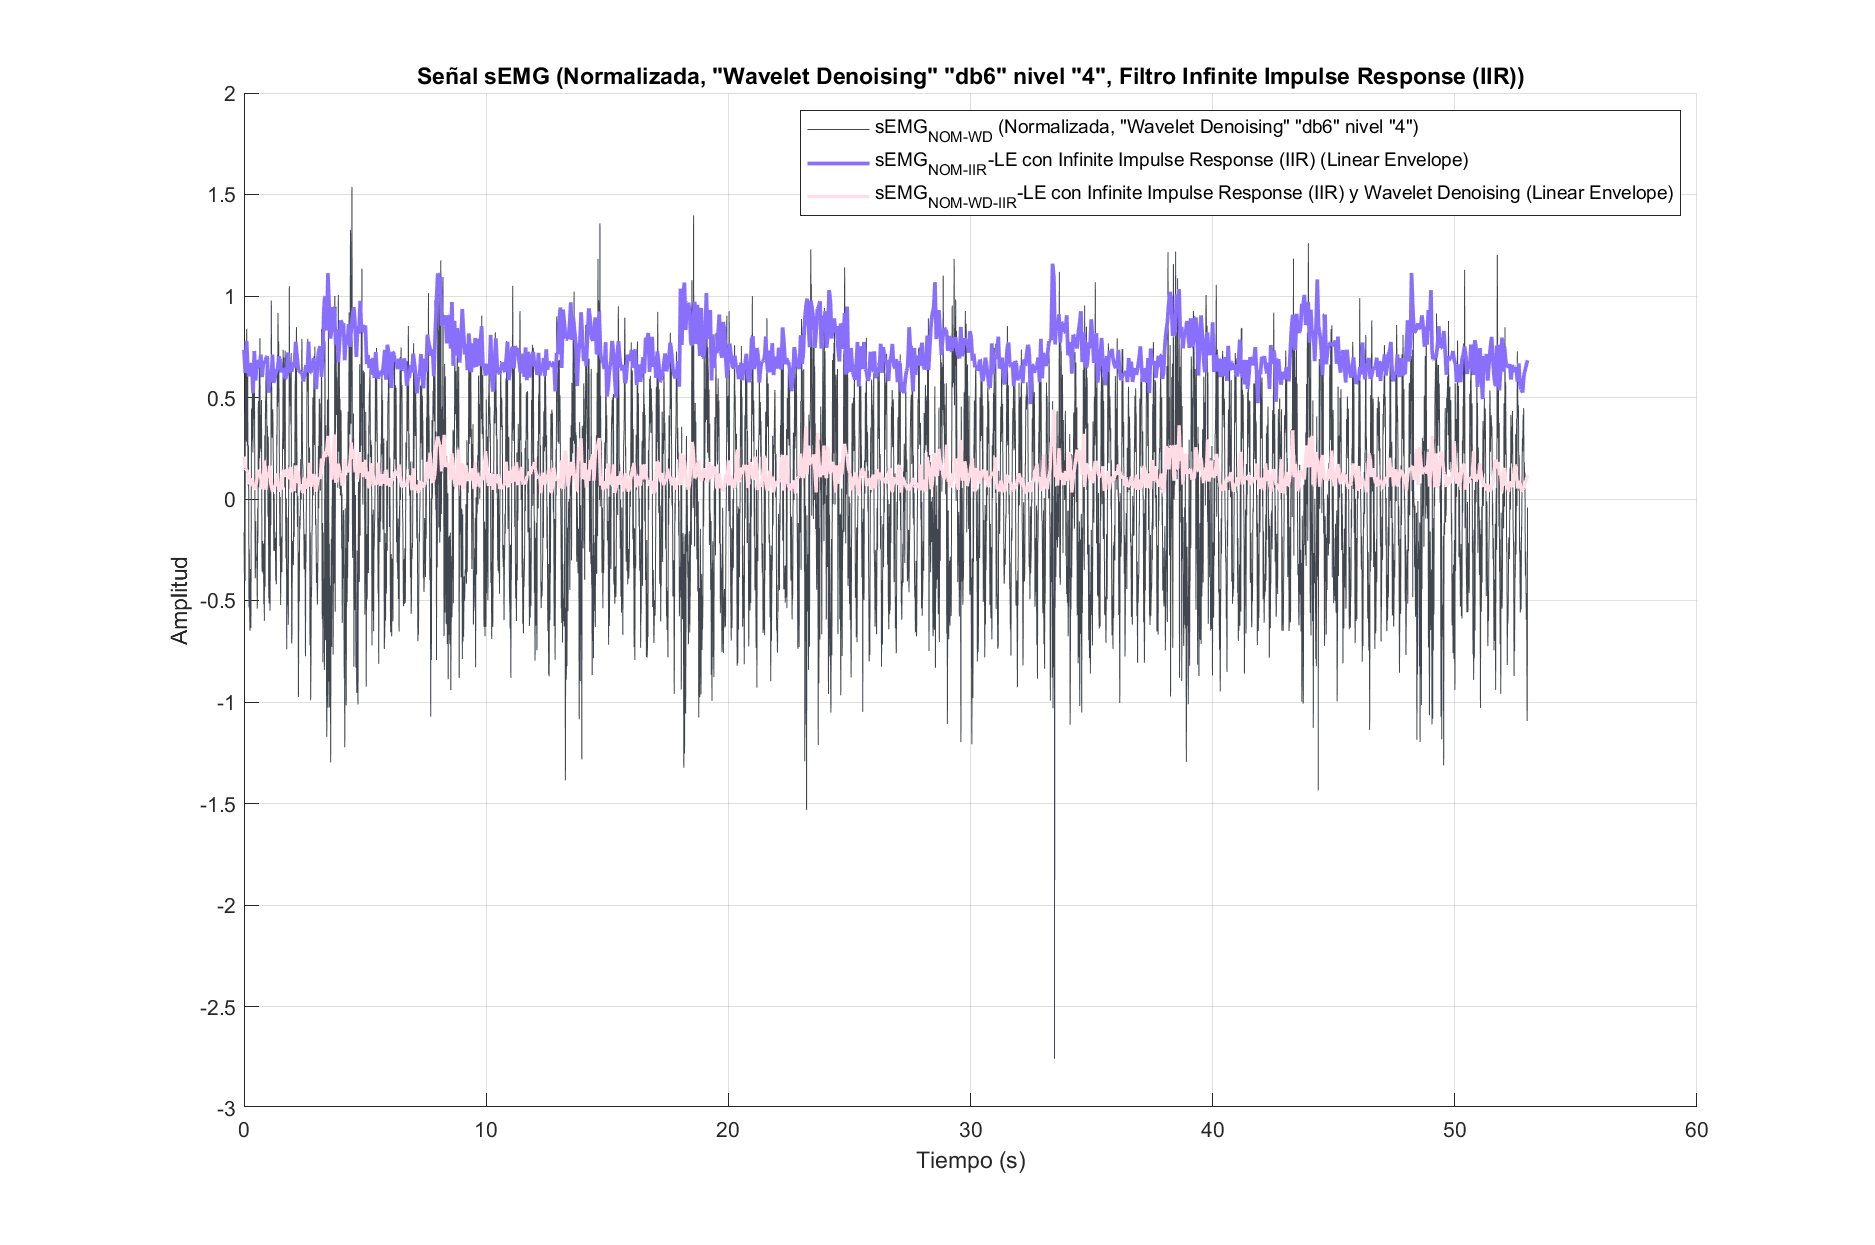 Señal sEMG (Normalizada, "Wavelet Denoising" "db6" nivel "4", Filtro Infinite Impulse Response (IIR))
sEMG_NOM-WD (Normalizada, "Wavelet Denoising" "db6" nivel "4")
sEMG_NOM-IIR-LE con Infinite Impulse Response (IIR) (Linear Envelope)
sEMG_NOM-WD-IIR-LE con Infinite Impulse Response (IIR) y Wavelet Denoising (Linear Envelope)
2
1.5
1
0.5
0
-0.5
-1
-1.5
-2
-2.5
-3
Amplitud
0 10 20 30 40 50 60
Tiempo (s)